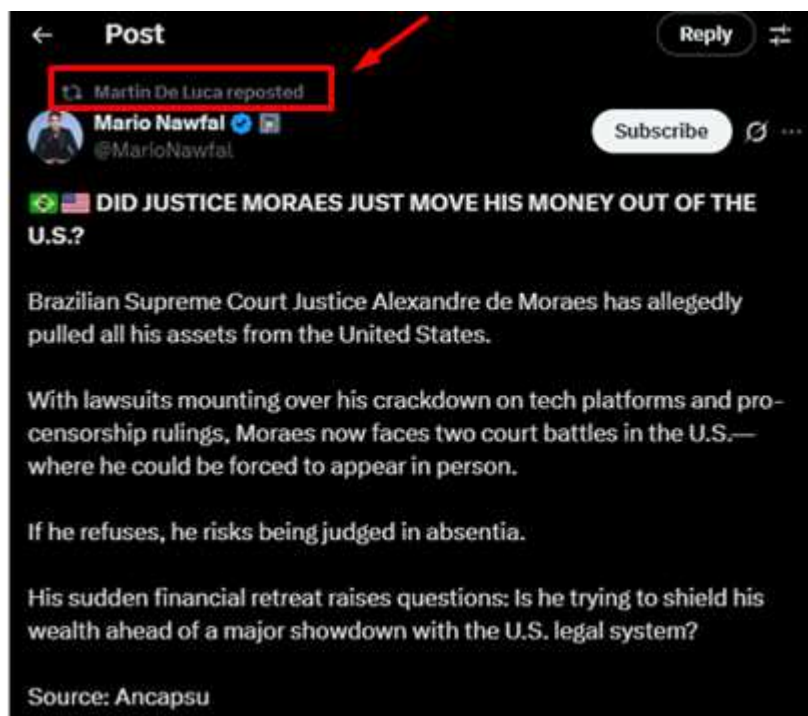 ← Post
Reply
Martin De Luca reposted
Mario Nawfal
Subscribe
@MarioNawfal
🇧🇷🇺🇸 DID JUSTICE MORAES JUST MOVE HIS MONEY OUT OF THE
U.S.?
Brazilian Supreme Court Justice Alexandre de Moraes has allegedly
pulled all his assets from the United States.
With lawsuits mounting over his crackdown on tech platforms and pro-
censorship rulings, Moraes now faces two court battles in the U.S.—
where he could be forced to appear in person.
If he refuses, he risks being judged in absentia.
His sudden financial retreat raises questions: Is he trying to shield his
wealth ahead of a major showdown with the U.S. legal system?
Source: Ancapsu